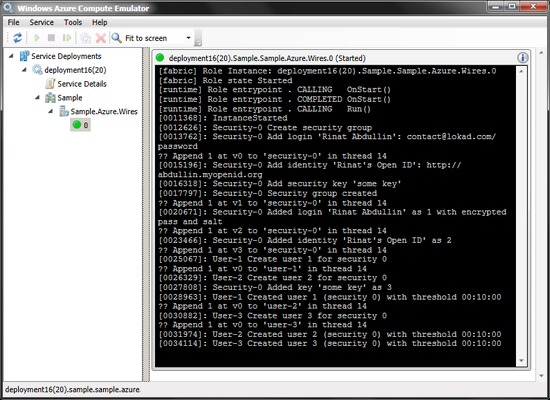 Windows Azure Compute Emulator
File Service Tools Help
Fit to screen
Service Deployments
deployment16(20)
Service Details
Sample
Sample.Azure.Wires
0
deployment16(20).Sample.Sample.Azure.Wires.0 (Started)
[fabric] Role Instance: deployment16(20).Sample.Sample.Azure.Wires.0
[fabric] Role state Started
[runtime] Role entrypoint . CALLING OnStart()
[runtime] Role entrypoint . COMPLETED OnStart()
[runtime] Role entrypoint . CALLING Run()
[0011368]: InstanceStarted
[0012626]: Security-0 Create security group
[0013762]: Security-0 Add login 'Rinat Abdullin': contact@lokad.com/
password
?? Append 1 at v0 to 'security-0' in thread 14
[0015196]: Security-0 Add identity 'Rinat's Open ID': http://
abdullin.myopenid.org
[0016318]: Security-0 Add security key 'some key'
[0017797]: Security-0 Security group created
?? Append 1 at v1 to 'security-0' in thread 14
[0020671]: Security-0 Added login 'Rinat Abdullin' as 1 with encrypted
pass and salt
?? Append 1 at v2 to 'security-0' in thread 14
[0023466]: Security-0 Added identity 'Rinat's Open ID' as 2
?? Append 1 at v3 to 'security-0' in thread 14
[0025067]: User-1 Create user 1 for security 0
?? Append 1 at v0 to 'user-1' in thread 14
[0026329]: User-2 Create user 2 for security 0
[0027808]: Security-0 Added key 'some key' as 3
[0028963]: User-1 Created user 1 (security 0) with threshold 00:10:00
?? Append 1 at v0 to 'user-2' in thread 14
[0030882]: User-3 Create user 3 for security 0
?? Append 1 at v0 to 'user-3' in thread 14
[0031974]: User-2 Created user 2 (security 0) with threshold 00:10:00
[0034114]: User-3 Created user 3 (security 0) with threshold 00:10:00
deployment16(20).sample.sample.azure